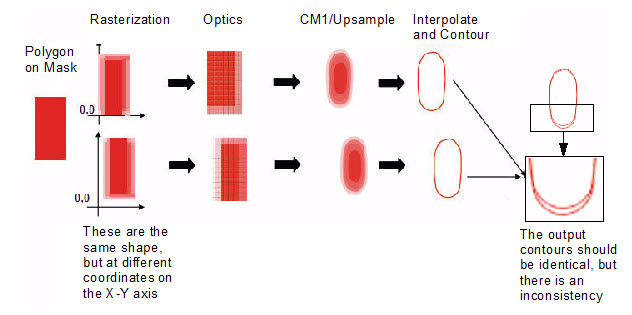 Rasterization
Optics
CM1/Upsample
Interpolate
and Contour
Polygon
on Mask
0,0
0,0
These are the
same shape,
but at different
coordinates on
the X-Y axis
The output
contours should
be identical, but
there is an
inconsistency